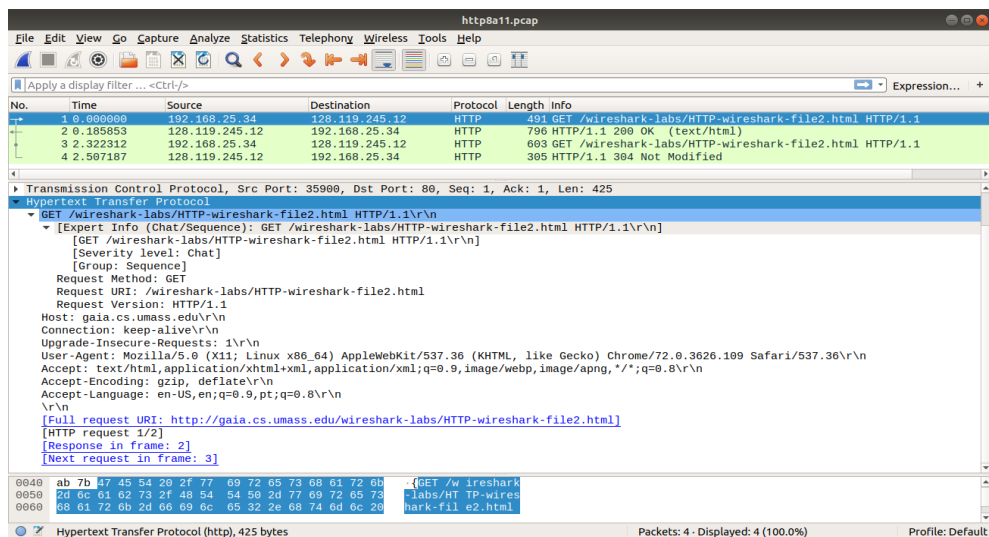 http8a11.pcap
File Edit View Go Capture Analyze Statistics Telephony Wireless Tools Help
Apply a display filter … <Ctrl-/> Expression… +
No. Time Source Destination Protocol Length Info
1 0.000000 192.168.25.34 128.119.245.12 HTTP 491 GET /wireshark-labs/HTTP-wireshark-file2.html HTTP/1.1
2 0.185853 128.119.245.12 192.168.25.34 HTTP 796 HTTP/1.1 200 OK (text/html)
3 2.322312 192.168.25.34 128.119.245.12 HTTP 603 GET /wireshark-labs/HTTP-wireshark-file2.html HTTP/1.1
4 2.507187 128.119.245.12 192.168.25.34 HTTP 305 HTTP/1.1 304 Not Modified
Transmission Control Protocol, Src Port: 35900, Dst Port: 80, Seq: 1, Ack: 1, Len: 425
Hypertext Transfer Protocol
GET /wireshark-labs/HTTP-wireshark-file2.html HTTP/1.1\r\n
[Expert Info (Chat/Sequence): GET /wireshark-labs/HTTP-wireshark-file2.html HTTP/1.1\r\n]
[GET /wireshark-labs/HTTP-wireshark-file2.html HTTP/1.1\r\n]
[Severity level: Chat]
[Group: Sequence]
Request Method: GET
Request URI: /wireshark-labs/HTTP-wireshark-file2.html
Request Version: HTTP/1.1
Host: gaia.cs.umass.edu\r\n
Connection: keep-alive\r\n
Upgrade-Insecure-Requests: 1\r\n
User-Agent: Mozilla/5.0 (X11; Linux x86_64) AppleWebKit/537.36 (KHTML, like Gecko) Chrome/72.0.3626.109 Safari/537.36\r\n
Accept: text/html,application/xhtml+xml,application/xml;q=0.9,image/webp,image/apng,*/*;q=0.8\r\n
Accept-Encoding: gzip, deflate\r\n
Accept-Language: en-US,en;q=0.9,pt;q=0.8\r\n
\r\n
[Full request URI: http://gaia.cs.umass.edu/wireshark-labs/HTTP-wireshark-file2.html]
[HTTP request 1/2]
[Response in frame: 2]
[Next request in frame: 3]
0040 ab 7b 47 45 54 20 2f 77 69 72 65 73 68 61 72 6b ·{GET /w ireshark
0050 2d 6c 61 62 73 2f 48 54 54 50 2d 77 69 72 65 73 -labs/HT TP-wires
0060 68 61 72 6b 2d 66 69 6c 65 32 2e 68 74 6d 6c 20 hark-fil e2.html
Hypertext Transfer Protocol (http), 425 bytes Packets: 4 · Displayed: 4 (100.0%) Profile: Default